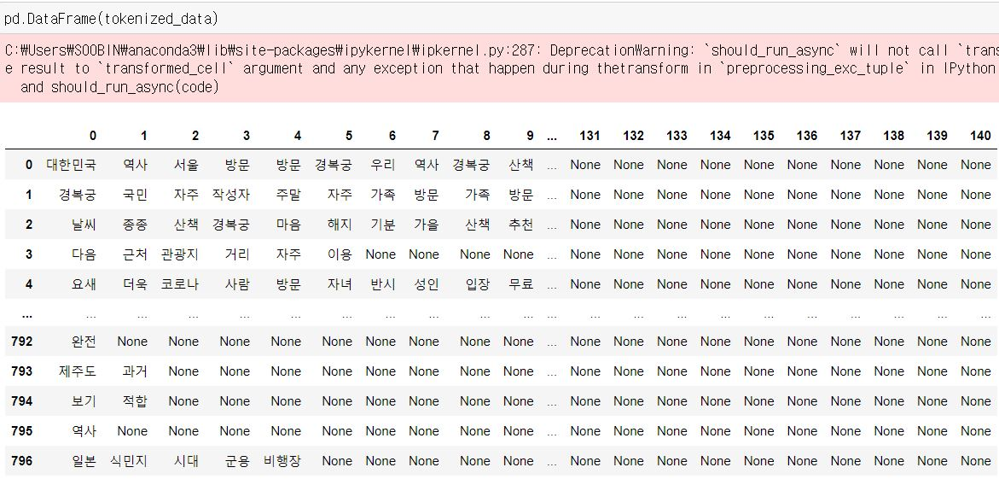 pd.DataFrame(tokenized_data)
C:₩Users₩SOOBIN₩anaconda3₩lib₩site-packages₩ipykernel₩ipkernel.py:287: DeprecationWarning: `should_run_async` will not call `trans
e result to `transformed_cell` argument and any exception that happen during thetransform in `preprocessing_exc_tuple` in IPython
and should_run_async(code)
0 1 2 3 4 5 6 7 8 9 ... 131 132 133 134 135 136 137 138 139 140
0 대한민국 역사 서울 방문 방문 경복궁 우리 역사 경복궁 산책 ... None None None None None None None None None None
1 경복궁 국민 자주 작성자 주말 자주 가족 방문 가족 방문 ... None None None None None None None None None None
2 날씨 종종 산책 경복궁 마음 해지 기분 가을 산책 추천 ... None None None None None None None None None None
3 다음 근처 관광지 거리 자주 이용 None None None None ... None None None None None None None None None None
4 요새 더욱 코로나 사람 방문 자녀 반시 성인 입장 무료 ... None None None None None None None None None None
... ... ... ... ... ... ... ... ... ... ... ... ... ... ... ... ... ... ... ... ... ...
792 완전 None None None None None None None None None ... None None None None None None None None None None
793 제주도 과거 None None None None None None None None ... None None None None None None None None None None
794 보기 적합 None None None None None None None None ... None None None None None None None None None None
795 역사 None None None None None None None None None ... None None None None None None None None None None
796 일본 식민지 시대 군용 비행장 None None None None None ... None None None None None None None None None None